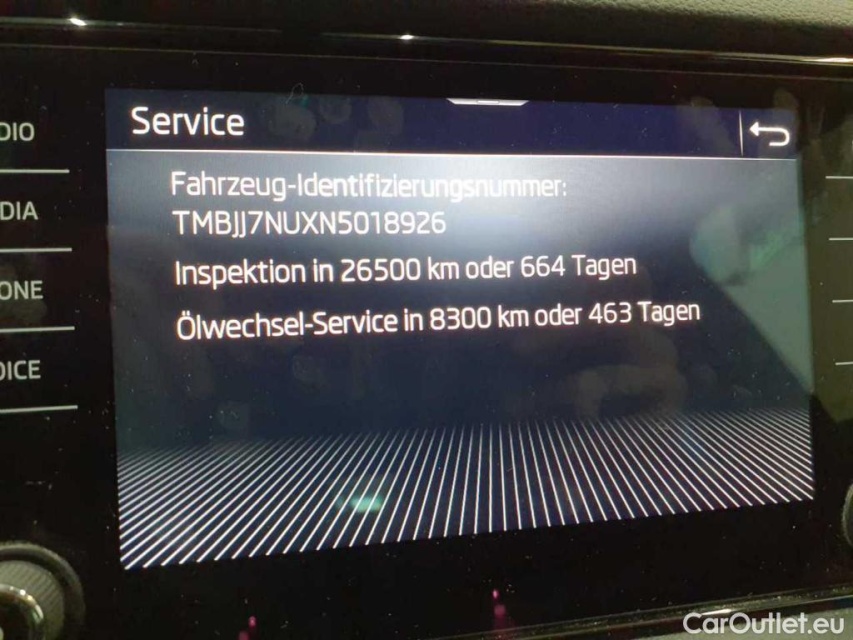 Service
DIO
DIA
ONE
OICE
Fahrzeug-Identifizierungsnummer:
TMBJJ7NUXN5018926
Inspektion in 26500 km oder 664 Tagen
Ölwechsel-Service in 8300 km oder 463 Tagen
CarOutlet.eu